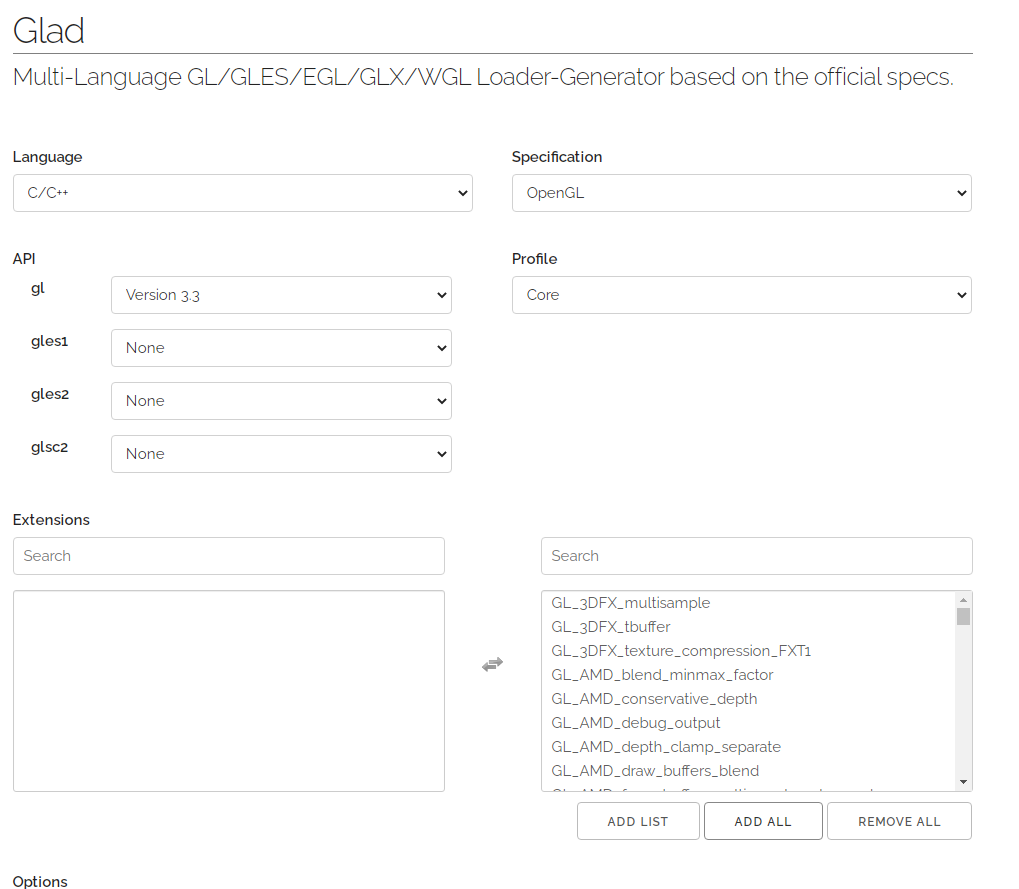 Glad
Multi-Language GL/GLES/EGL/GLX/WGL Loader-Generator based on the official specs.
Language
Specification
C/C++
OpenGL
API
Profile
gl
Version 3.3
Core
gles1
None
gles2
None
glsc2
None
Extensions
Search
Search
GL_3DFX_multisample
GL_3DFX_tbuffer
GL_3DFX_texture_compression_FXT1
GL_AMD_blend_minmax_factor
GL_AMD_conservative_depth
GL_AMD_debug_output
GL_AMD_depth_clamp_separate
GL_AMD_draw_buffers_blend
ADD LIST
ADD ALL
REMOVE ALL
Options